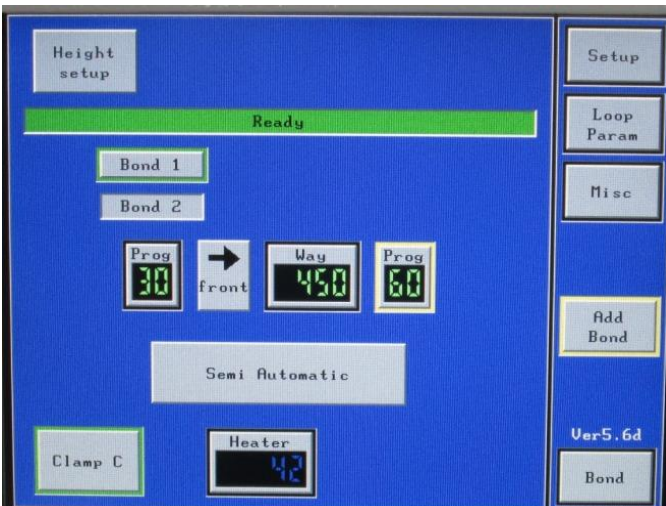 Height
setup
Ready
Bond 1
Bond 2
Prog
30
front
Way
450
Prog
60
Semi Automatic
Clamp C
Heater
42
Setup
Loop
Param
Misc
Add
Bond
Ver5.6d
Bond